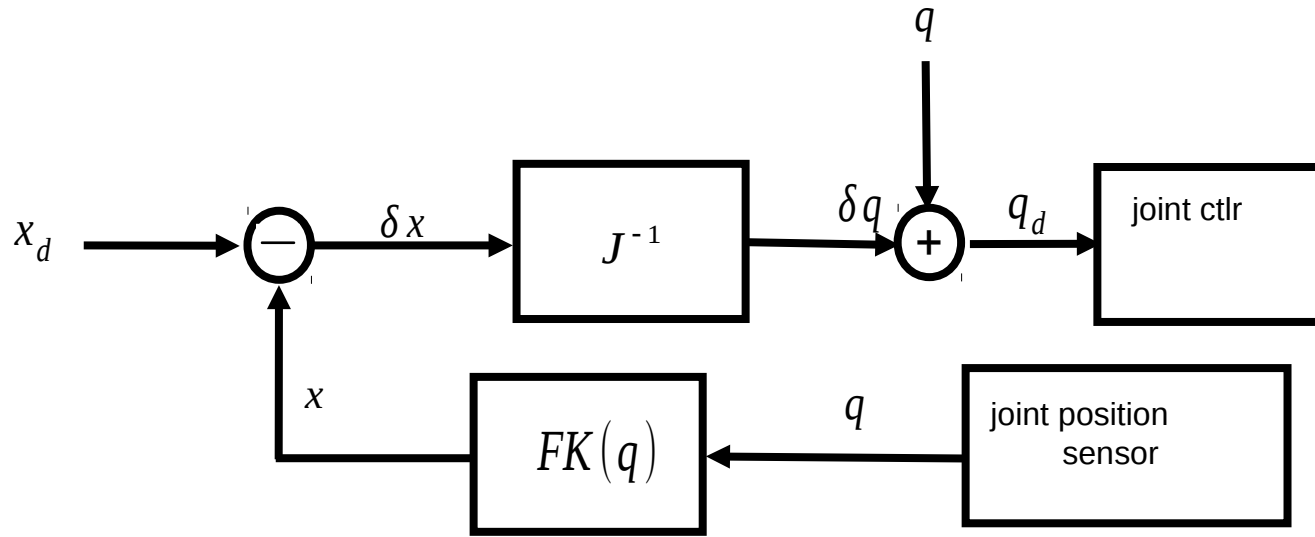 q
x_d
—
δx
J^{-1}
δq
+
q_d
joint ctlr
x
FK(q)
q
joint position
sensor